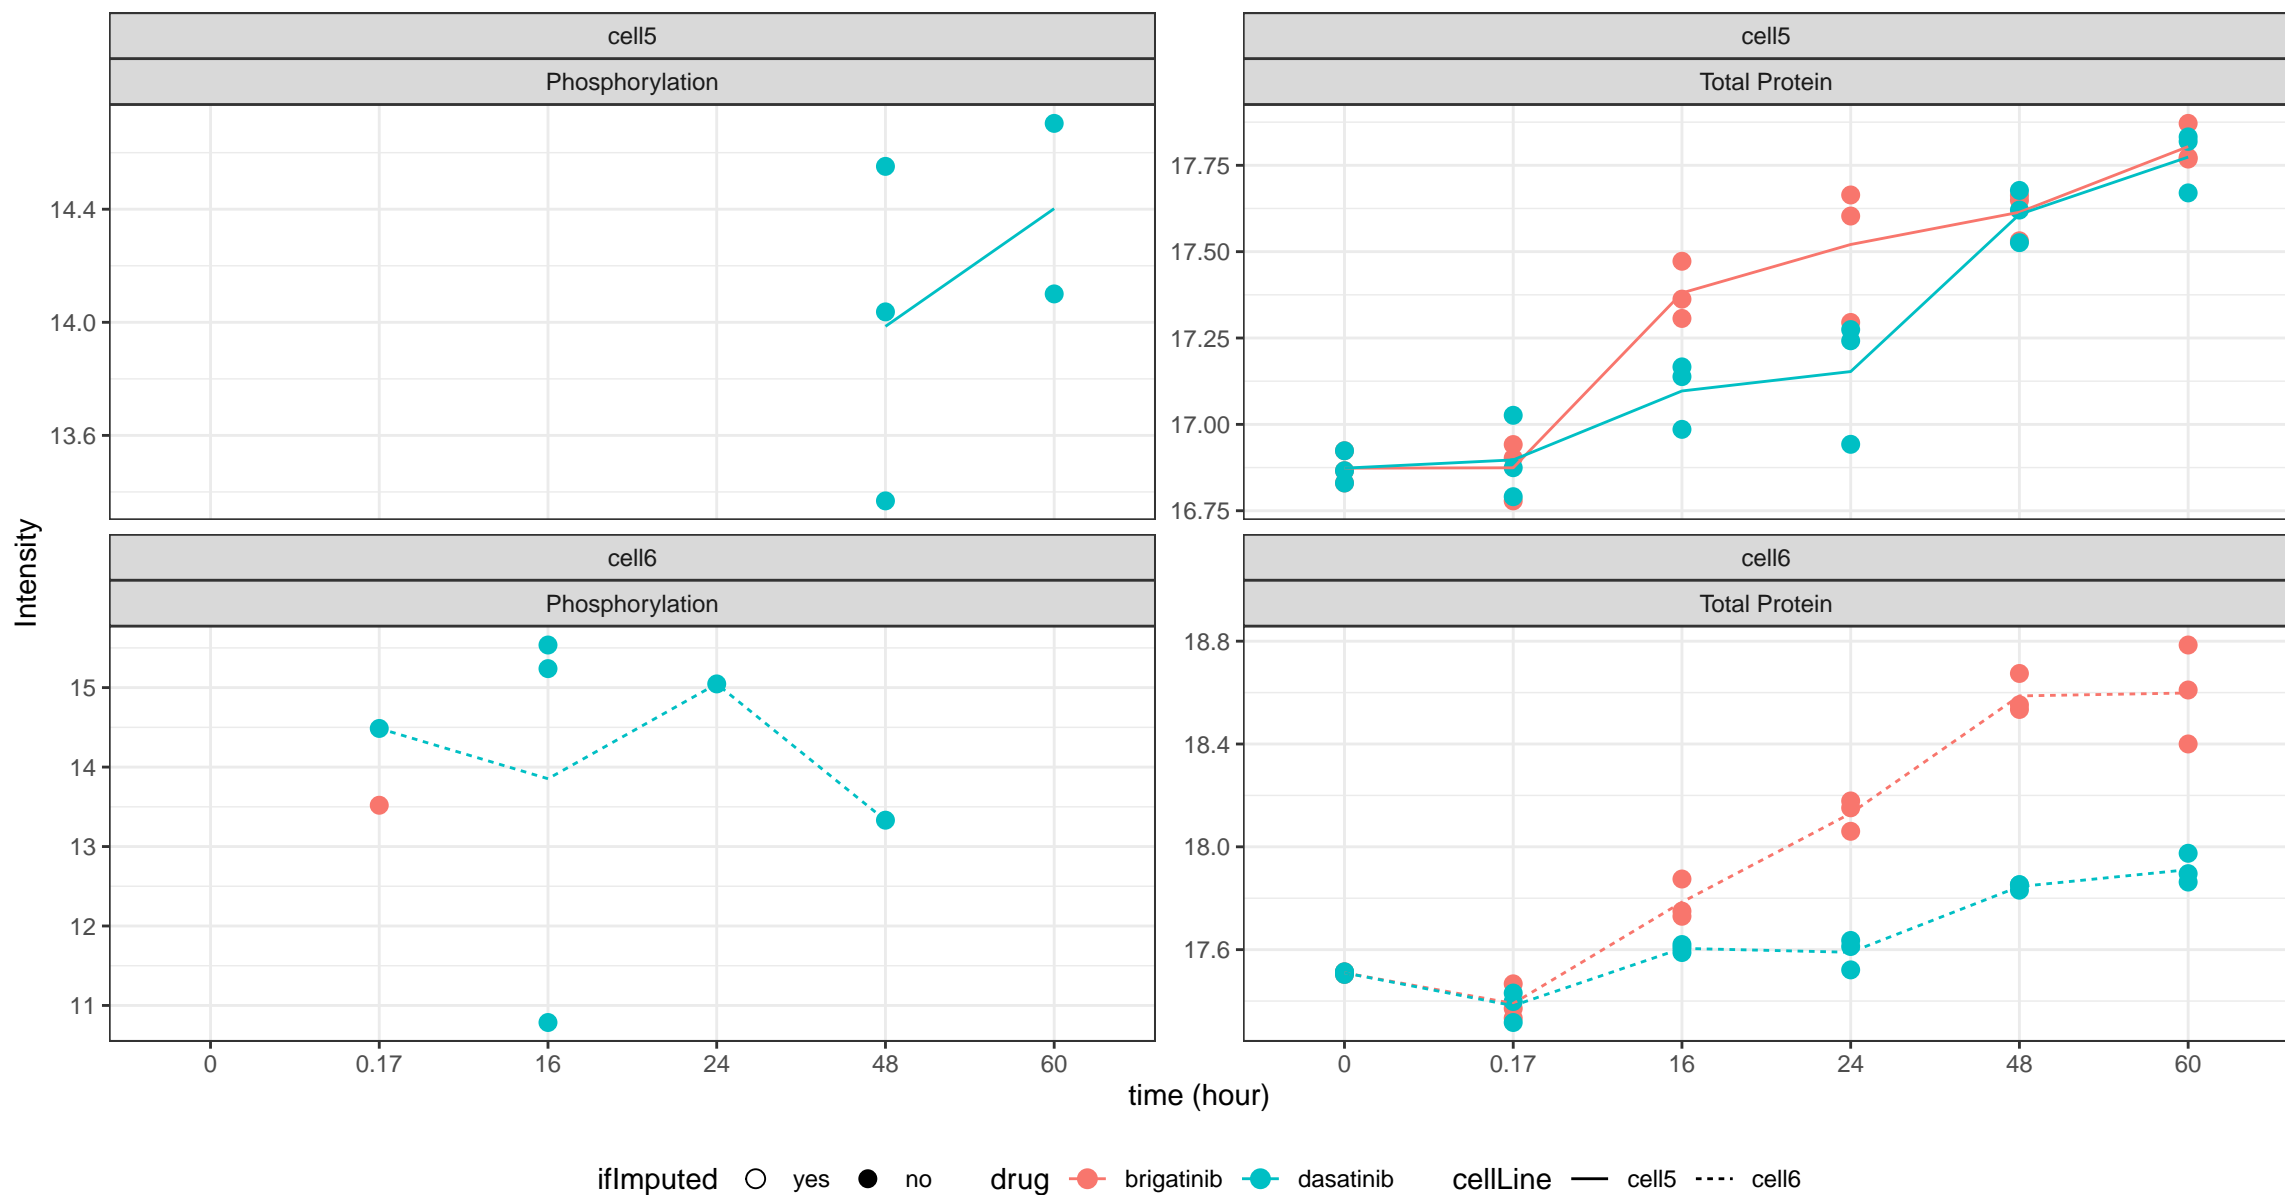 cell5
Phosphorylation
14.4
14.0
13.6
cell5
Total Protein
17.75
17.50
17.25
17.00
16.75
cell6
Phosphorylation
15
14
13
12
11
0 0.17 16 24 48 60
cell6
Total Protein
18.8
18.4
18.0
17.6
0 0.17 16 24 48 60
Intensity
time (hour)
ifImputed yes no drug brigatinib dasatinib cellLine cell5 cell6